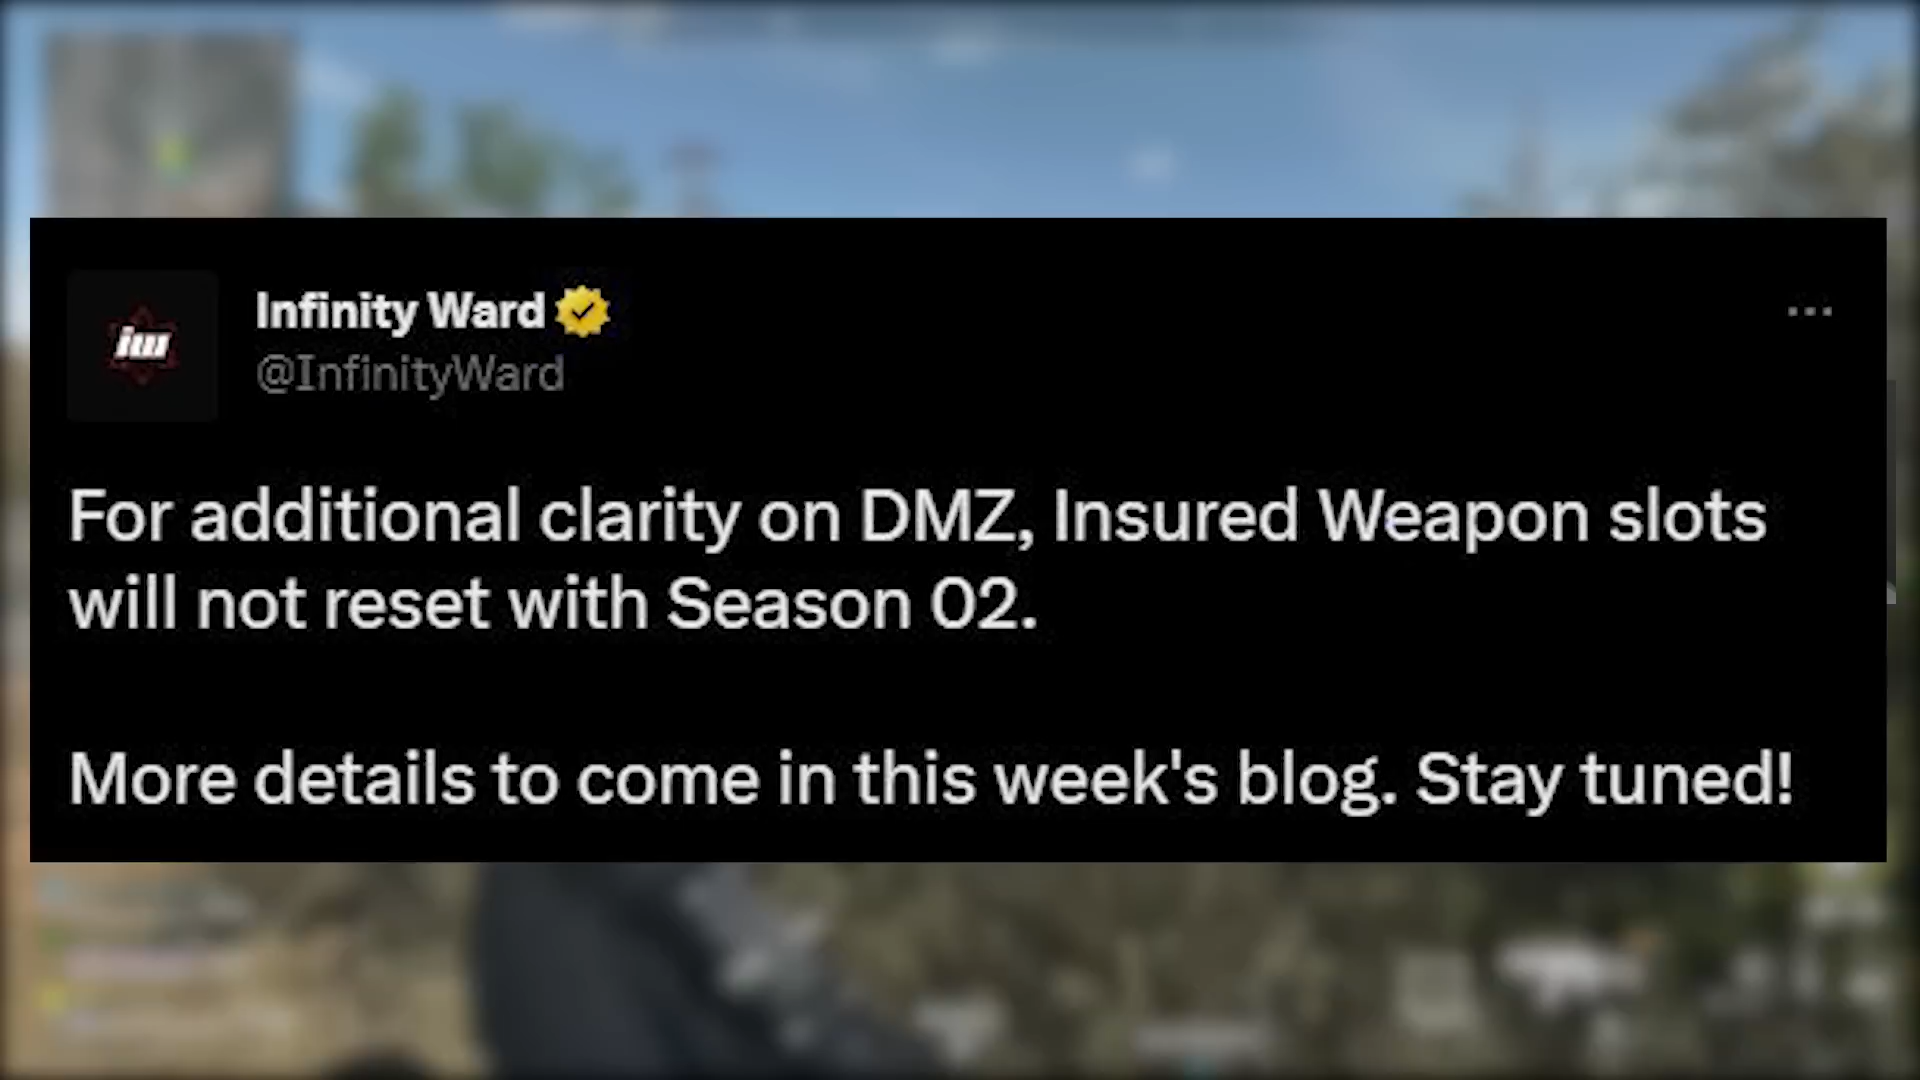 iw
Infinity Ward
@InfinityWard
For additional clarity on DMZ, Insured Weapon slots
will not reset with Season 02.
More details to come in this week's blog. Stay tuned!